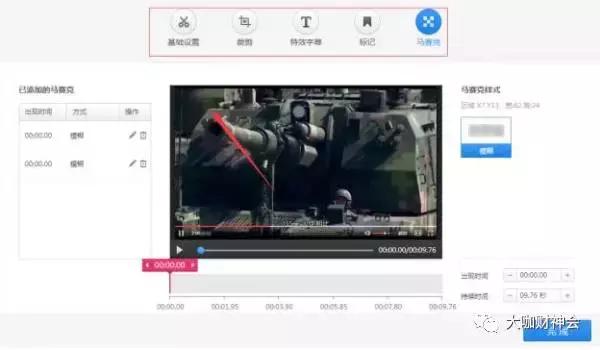 基础设置 裁剪 特效字幕 标记 马赛克
已添加的马赛克
出现时间 方式 操作
00:00.00 模糊
00:00.00 模糊
马赛克样式
模糊
00:00.00/00:09.76
00:00.00
00:00.00 00:01.95 00:03.90 00:05.85 00:07.80 00:09.76
出现时间 - 00:00.00 +
持续时间 - 09.76 秒 +
完成
大咖财神会